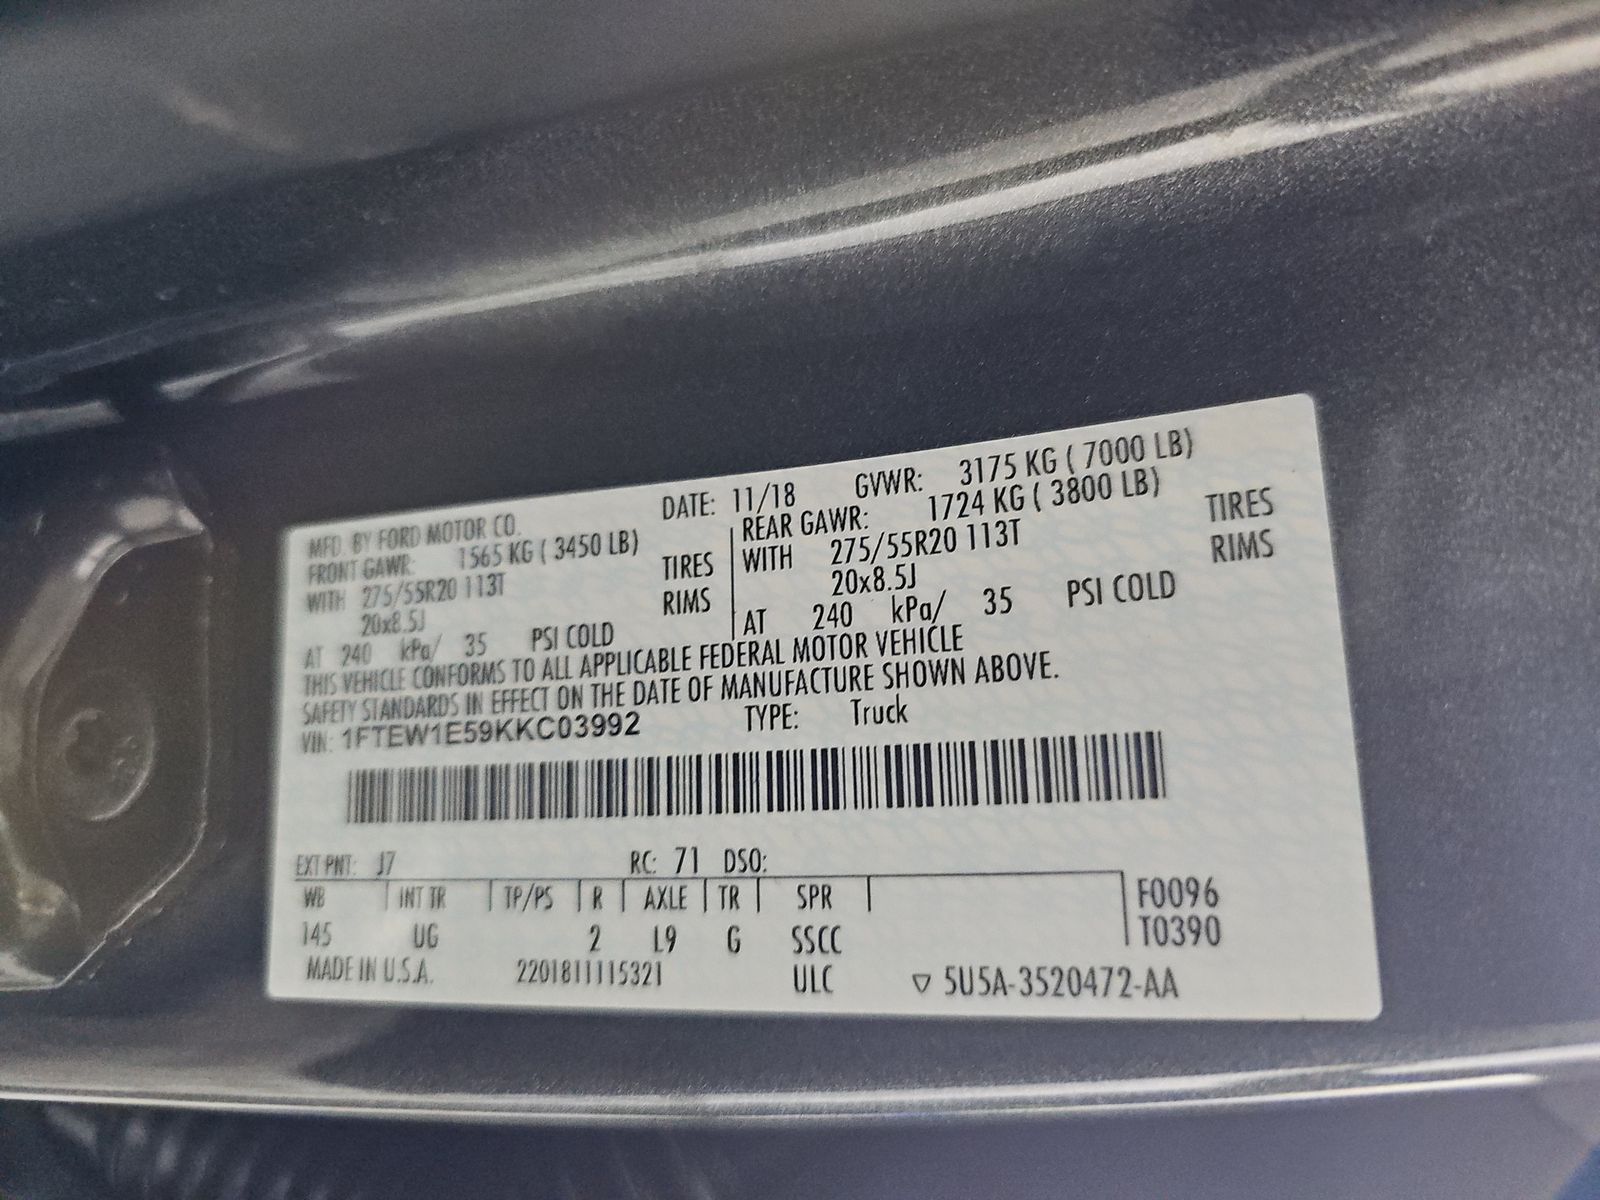 MFD. BY FORD MOTOR CO. DATE: 11/18 GVWR: 3175 KG ( 7000 LB)
FRONT GAWR: 1565 KG ( 3450 LB) REAR GAWR: 1724 KG ( 3800 LB)
WITH 275/55R20 113T TIRES WITH 275/55R20 113T TIRES
20x8.5J RIMS 20x8.5J RIMS
AT 240 kPa/ 35 PSI COLD AT 240 kPa/ 35 PSI COLD
THIS VEHICLE CONFORMS TO ALL APPLICABLE FEDERAL MOTOR VEHICLE
SAFETY STANDARDS IN EFFECT ON THE DATE OF MANUFACTURE SHOWN ABOVE.
VIN: 1FTEW1E59KKC03992 TYPE: Truck
EXT PNT: J7 RC: 71 DSO:
WB INT TR TP/PS R AXLE TR SPR F0096
145 UG 2 L9 G SSCC T0390
MADE IN U.S.A. 2201811115321 ULC ▽ 5U5A-3520472-AA